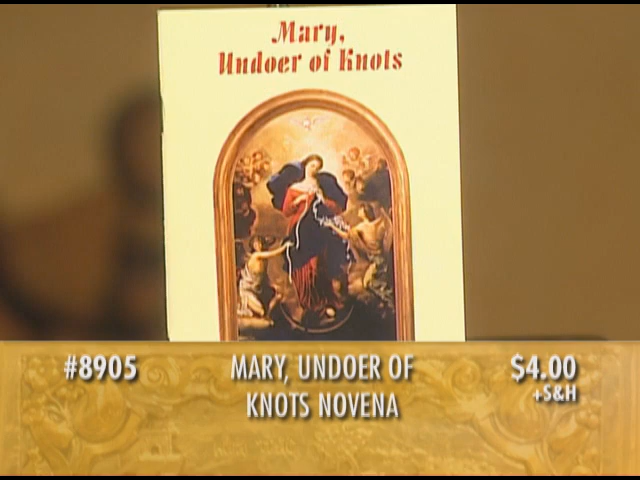 Mary,
Undoer of Knots
#8905
MARY, UNDOER OF
KNOTS NOVENA
$4.00
+S&H